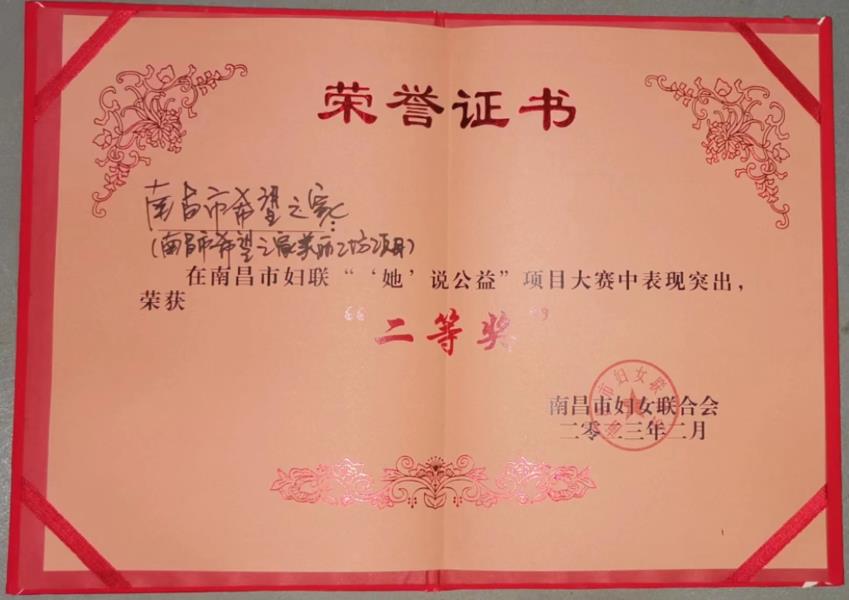 荣誉证书
南昌市希望之家:
(南昌市希望之家美丽工坊项目)
在南昌市妇联“‘她’说公益”项目大赛中表现突出，
荣获
“二等奖”
南昌市妇女联合会
二零二三年二月